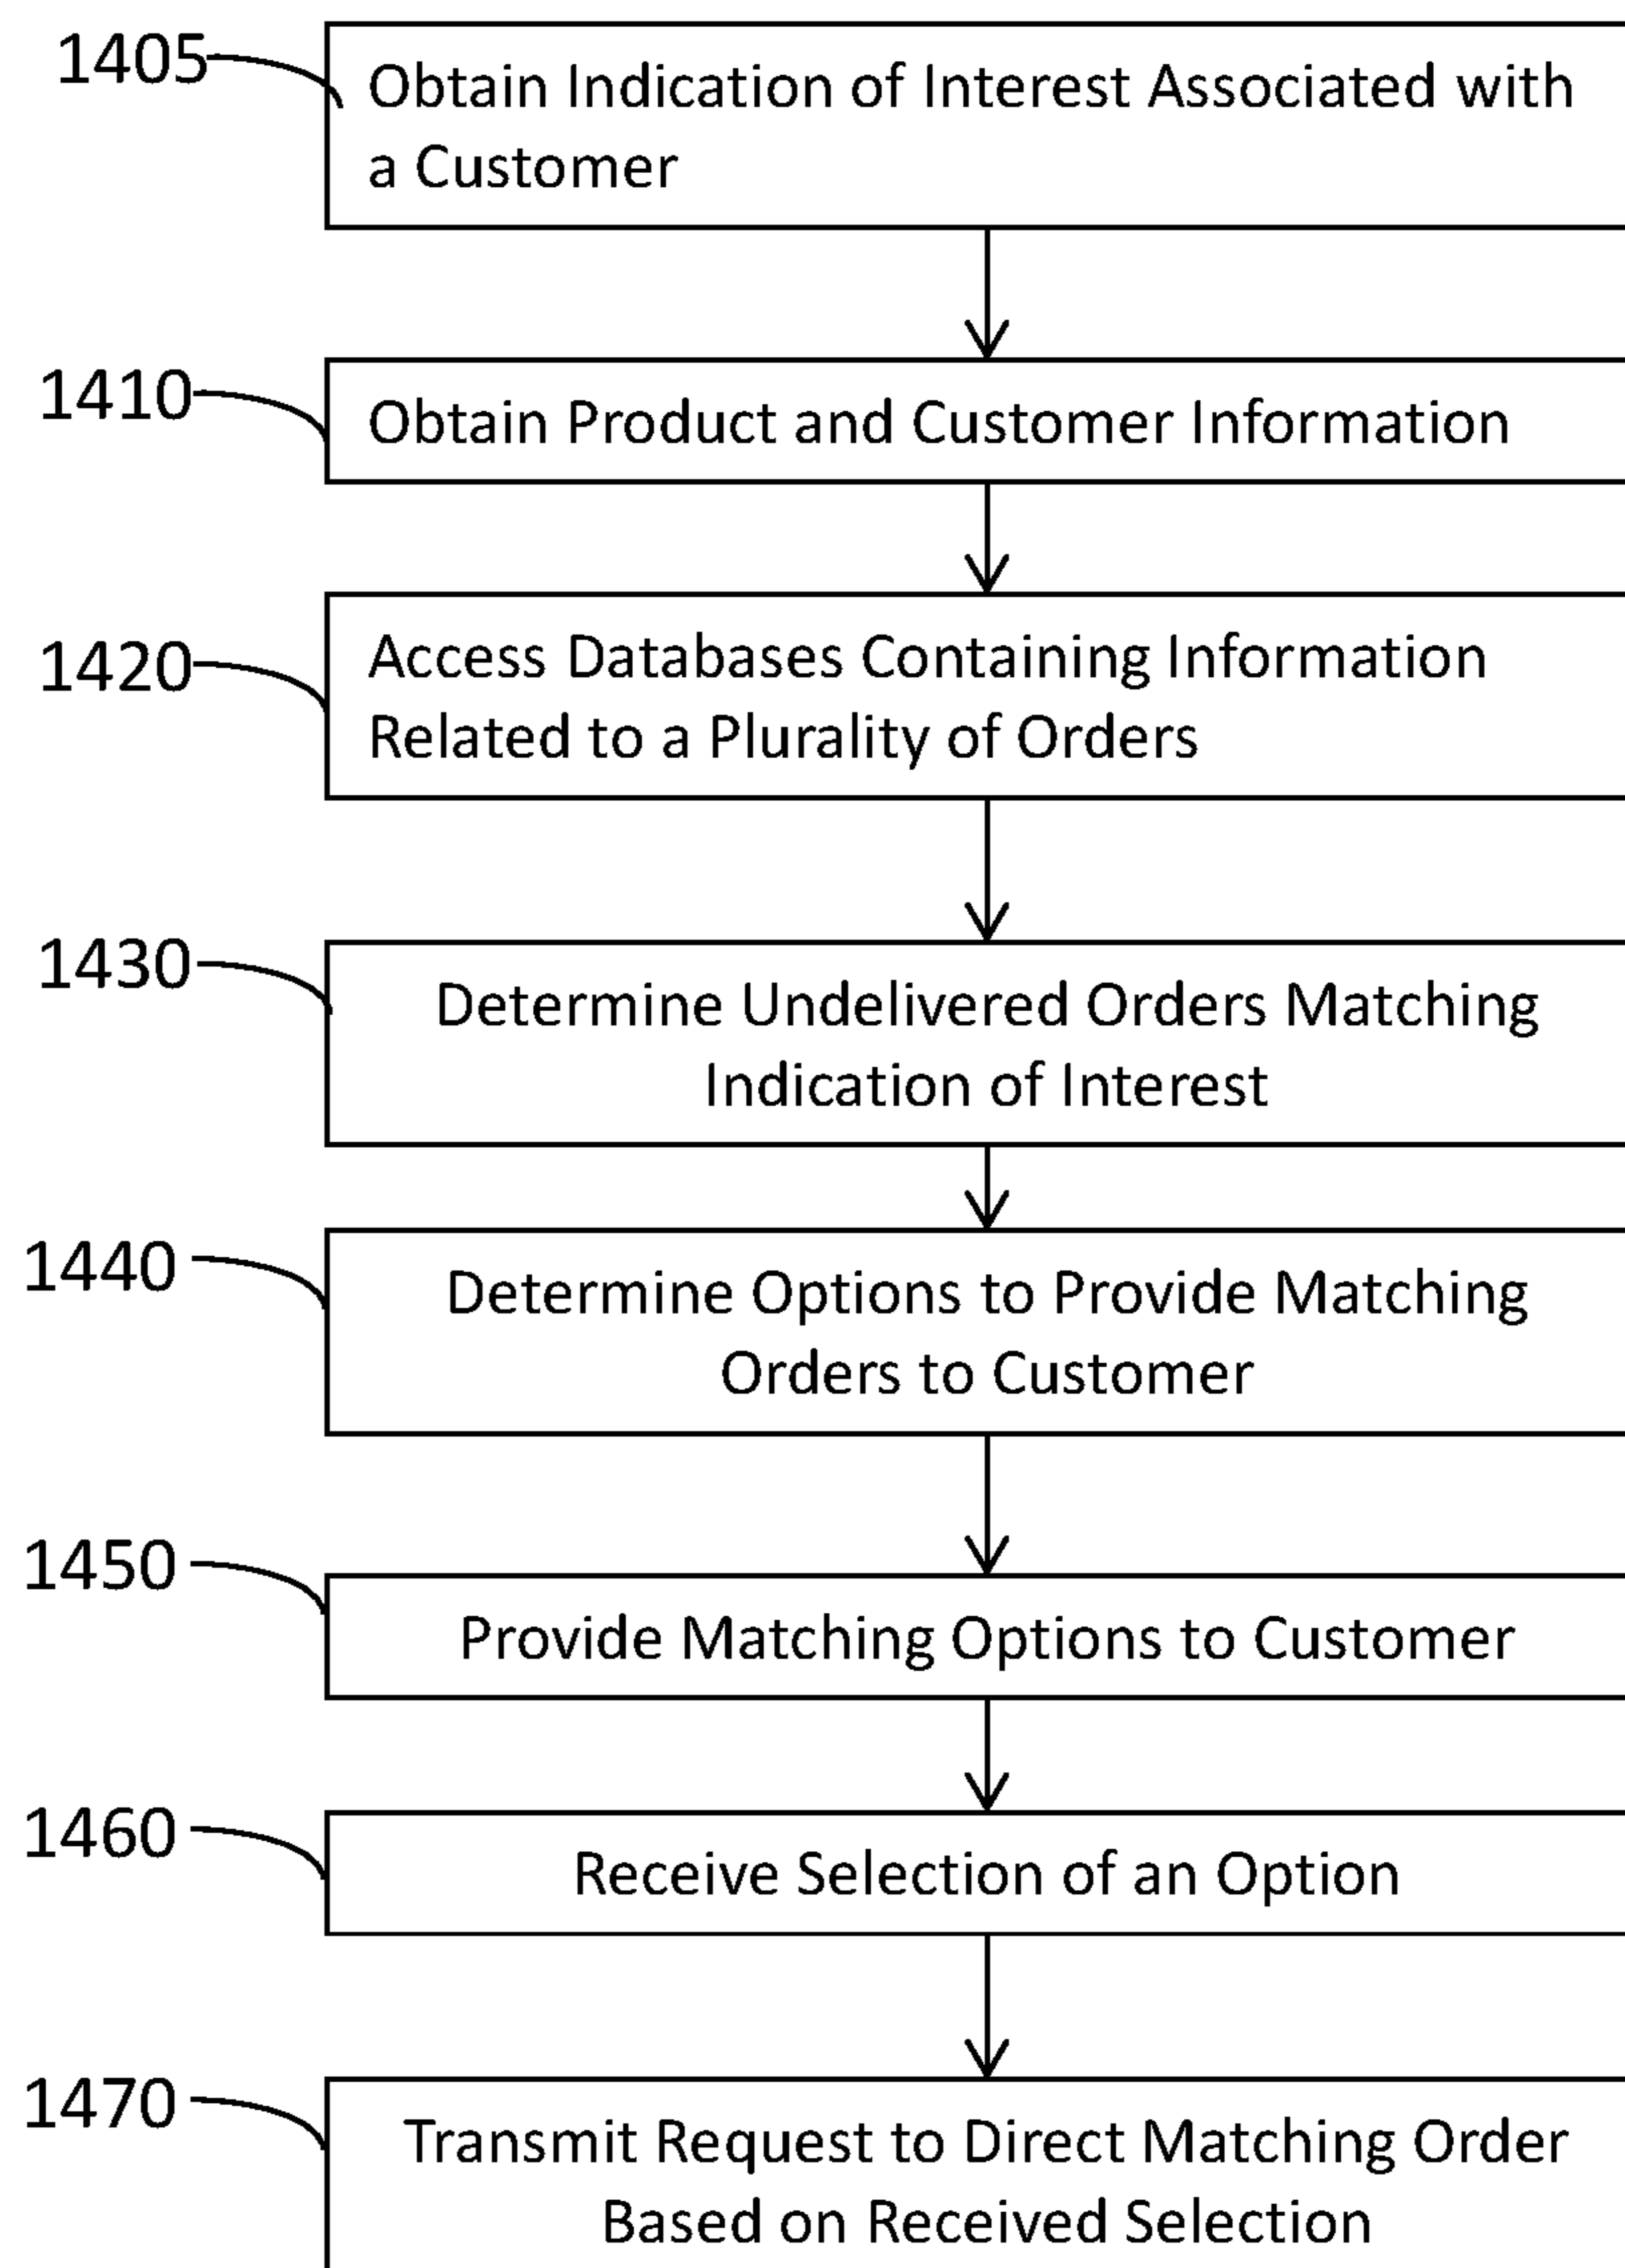 1405
Obtain Indication of Interest Associated with
a Customer
1410
Obtain Product and Customer Information
1420
Access Databases Containing Information
Related to a Plurality of Orders
1430
Determine Undelivered Orders Matching
Indication of Interest
1440
Determine Options to Provide Matching
Orders to Customer
1450
Provide Matching Options to Customer
1460
Receive Selection of an Option
1470
Transmit Request to Direct Matching Order
Based on Received Selection